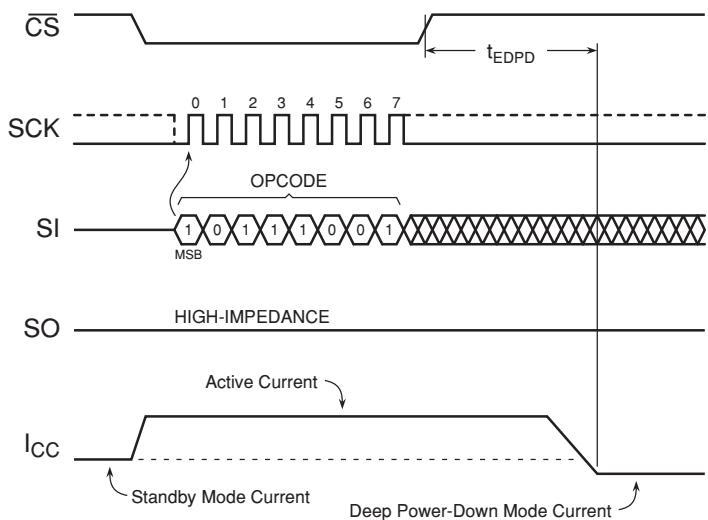 CS
tEDPD
0 1 2 3 4 5 6 7
SCK
OPCODE
SI
1 0 1 1 1 0 0 1
MSB
HIGH-IMPEDANCE
SO
Active Current
ICC
Standby Mode Current
Deep Power-Down Mode Current